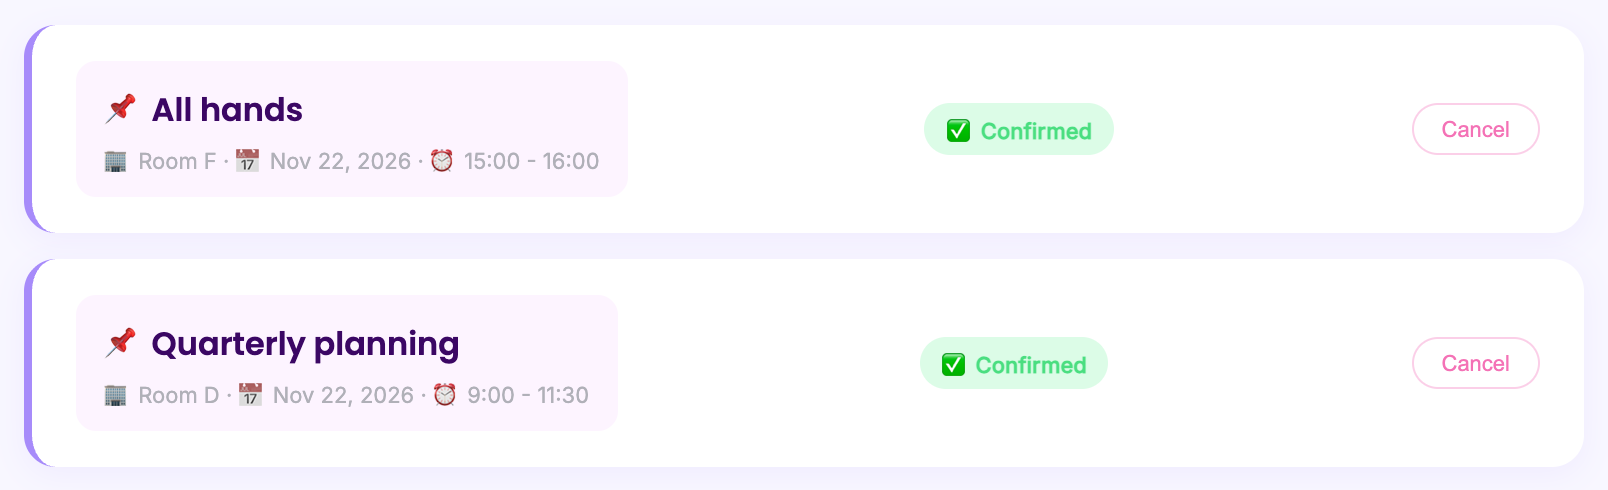 📌 All hands
🏢 Room F · 📅 Nov 22, 2026 · ⏰ 15:00 - 16:00
✅ Confirmed
Cancel
📌 Quarterly planning
🏢 Room D · 📅 Nov 22, 2026 · ⏰ 9:00 - 11:30
✅ Confirmed
Cancel